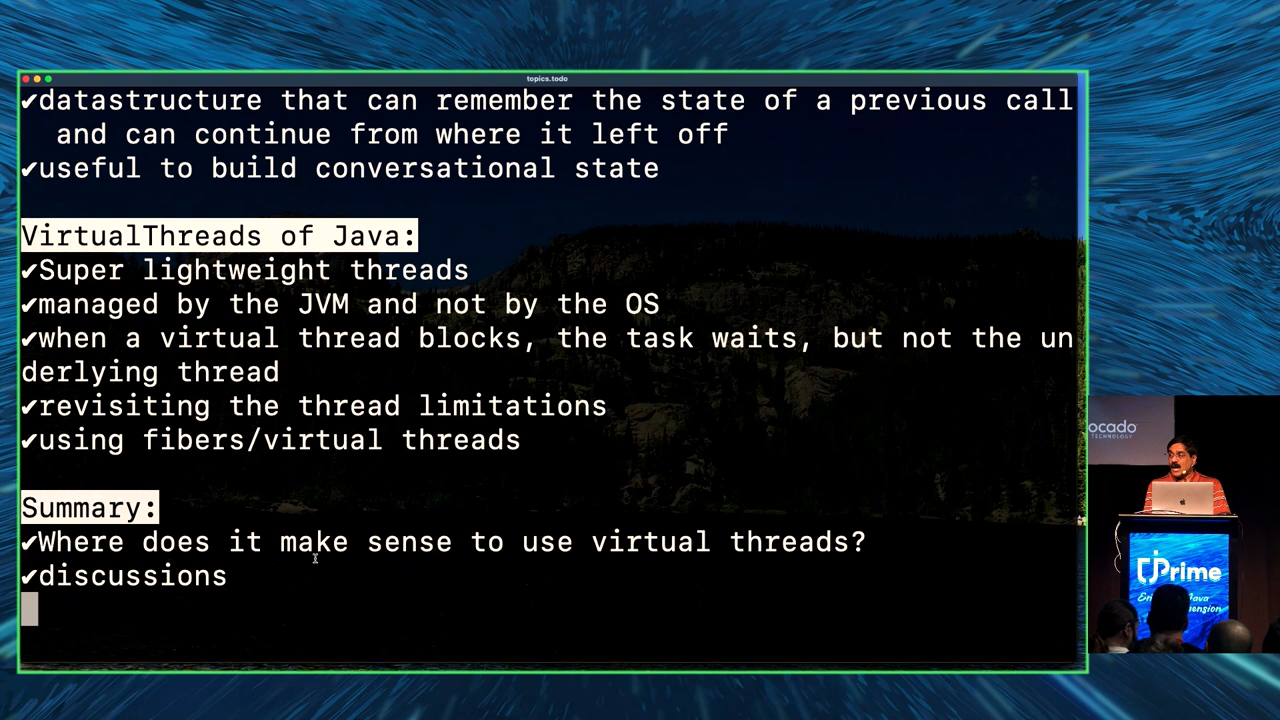 topics.todo
✔datastructure that can remember the state of a previous call
and can continue from where it left off
✔useful to build conversational state
VirtualThreads of Java:
✔Super lightweight threads
✔managed by the JVM and not by the OS
✔when a virtual thread blocks, the task waits, but not the un
derlying thread
✔revisiting the thread limitations
✔using fibers/virtual threads
Summary:
✔Where does it make sense to use virtual threads?
✔discussions
ocado
TECHNOLOGY
jPrime